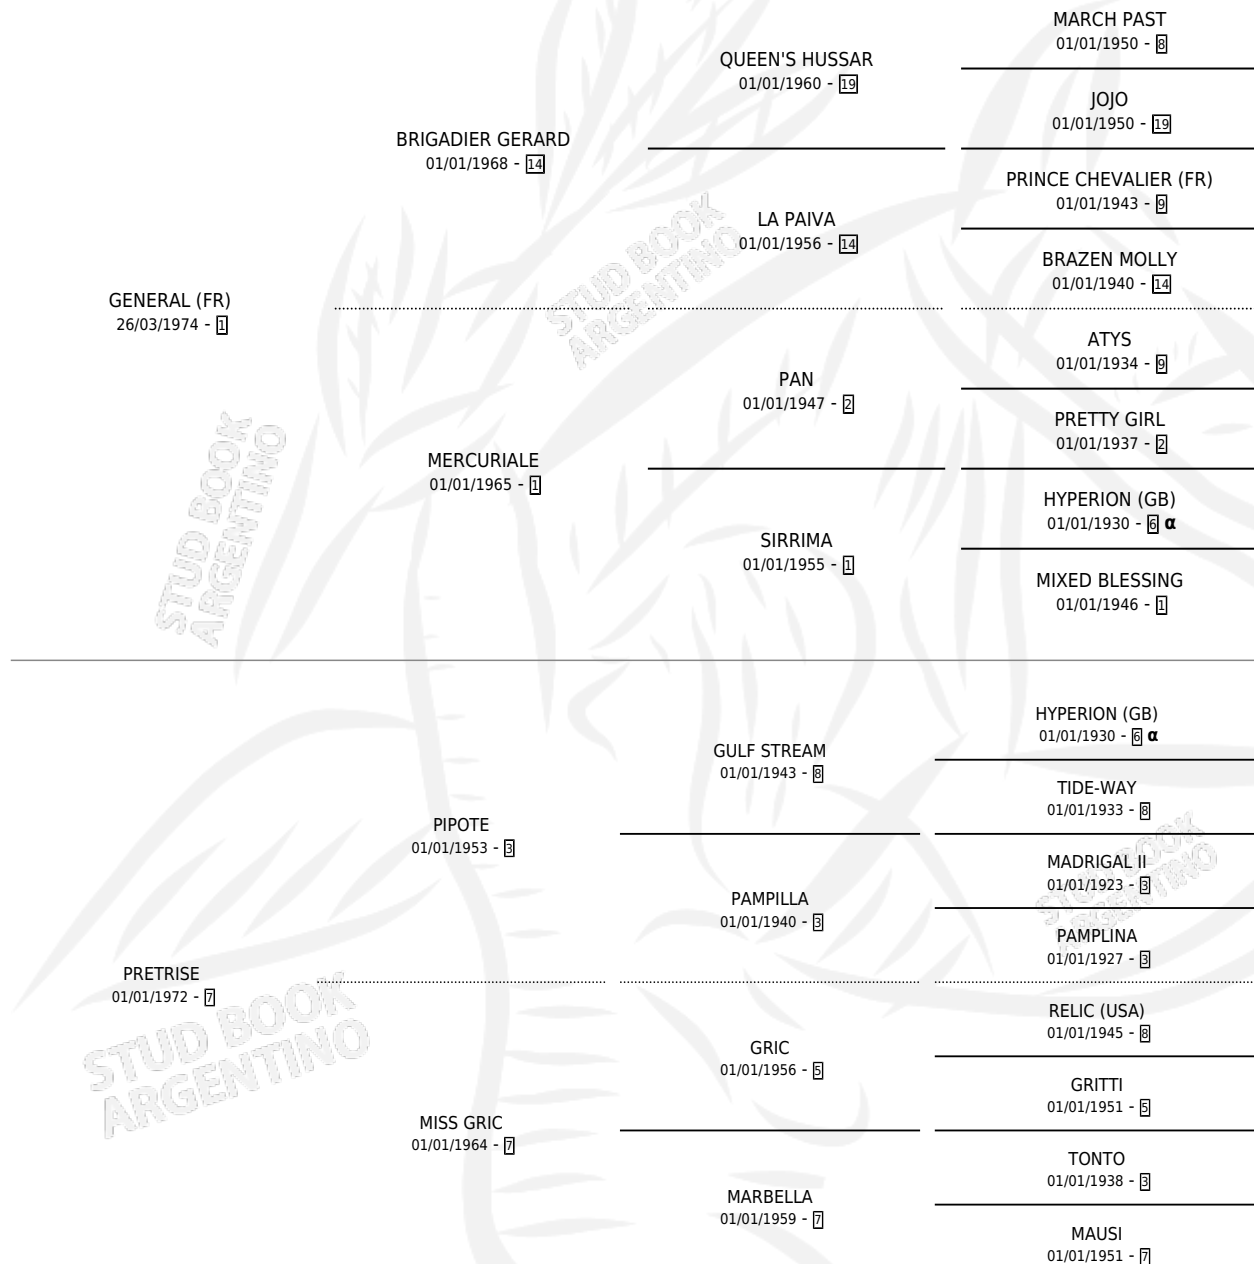 MARCH PAST
01/01/1950 - 8
QUEEN'S HUSSAR
01/01/1960 - 19
JOJO
01/01/1950 - 19
BRIGADIER GERARD
01/01/1968 - 14
PRINCE CHEVALIER (FR)
01/01/1943 - 9
LA PAIVA
01/01/1956 - 14
BRAZEN MOLLY
01/01/1940 - 14
STUD BOOK
ARGENTINO
GENERAL (FR)
26/03/1974 - 1
ATYS
01/01/1934 - 9
PAN
01/01/1947 - 2
PRETTY GIRL
01/01/1937 - 2
MERCURIALE
01/01/1965 - 1
STUD BOOK
ARGENTINO
HYPERION (GB)
01/01/1930 - 6 α
SIRRIMA
01/01/1955 - 1
MIXED BLESSING
01/01/1946 - 1
HYPERION (GB)
01/01/1930 - 6 α
GULF STREAM
01/01/1943 - 8
TIDE-WAY
01/01/1933 - 8
PIPOTE
01/01/1953 - 3
MADRIGAL II
01/01/1923 - 3
STUD BOOK
ARGENTINO
PAMPILLA
01/01/1940 - 3
PAMPLINA
01/01/1927 - 3
PRETRISE
01/01/1972 - 7
STUD BOOK
ARGENTINO
RELIC (USA)
01/01/1945 - 8
GRIC
01/01/1956 - 5
GRITTI
01/01/1951 - 5
MISS GRIC
01/01/1964 - 7
TONTO
01/01/1938 - 3
MARBELLA
01/01/1959 - 7
MAUSI
01/01/1951 - 7